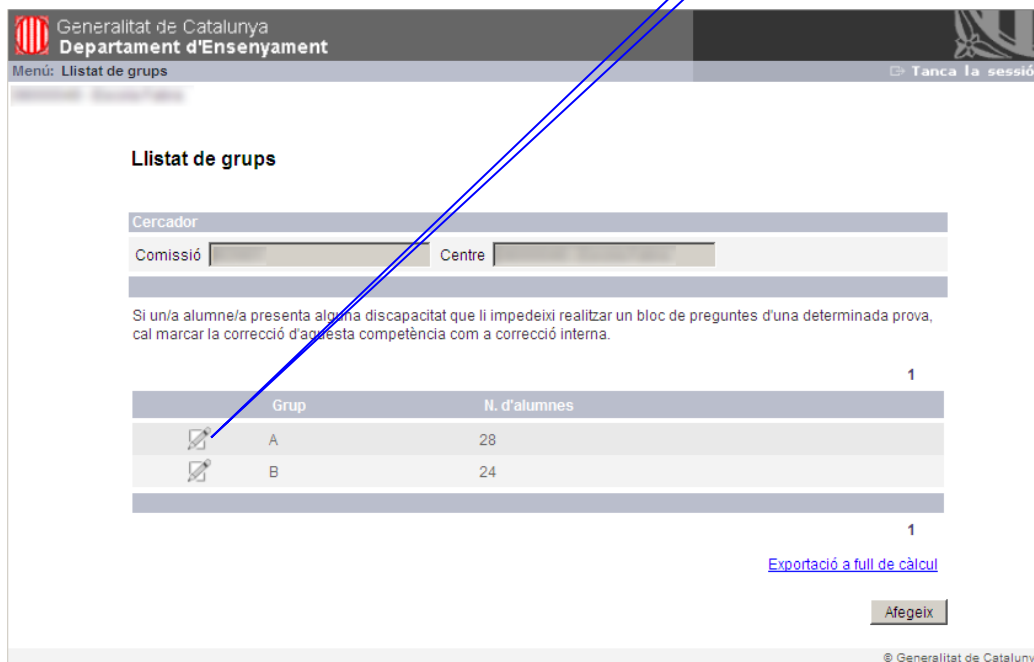 Generalitat de Catalunya
Departament d'Ensenyament
Menú: Llistat de grups
Tanca la sessió
Llistat de grups
Cercador
Comissió Centre
Si un/a alumne/a presenta alguna discapacitat que li impedeixi realitzar un bloc de preguntes d'una determinada prova,
cal marcar la correcció d'aquesta competència com a correcció interna.
1
Grup N. d'alumnes
A 28
B 24
1
Exportació a full de càlcul
Afegeix
© Generalitat de Cataluny